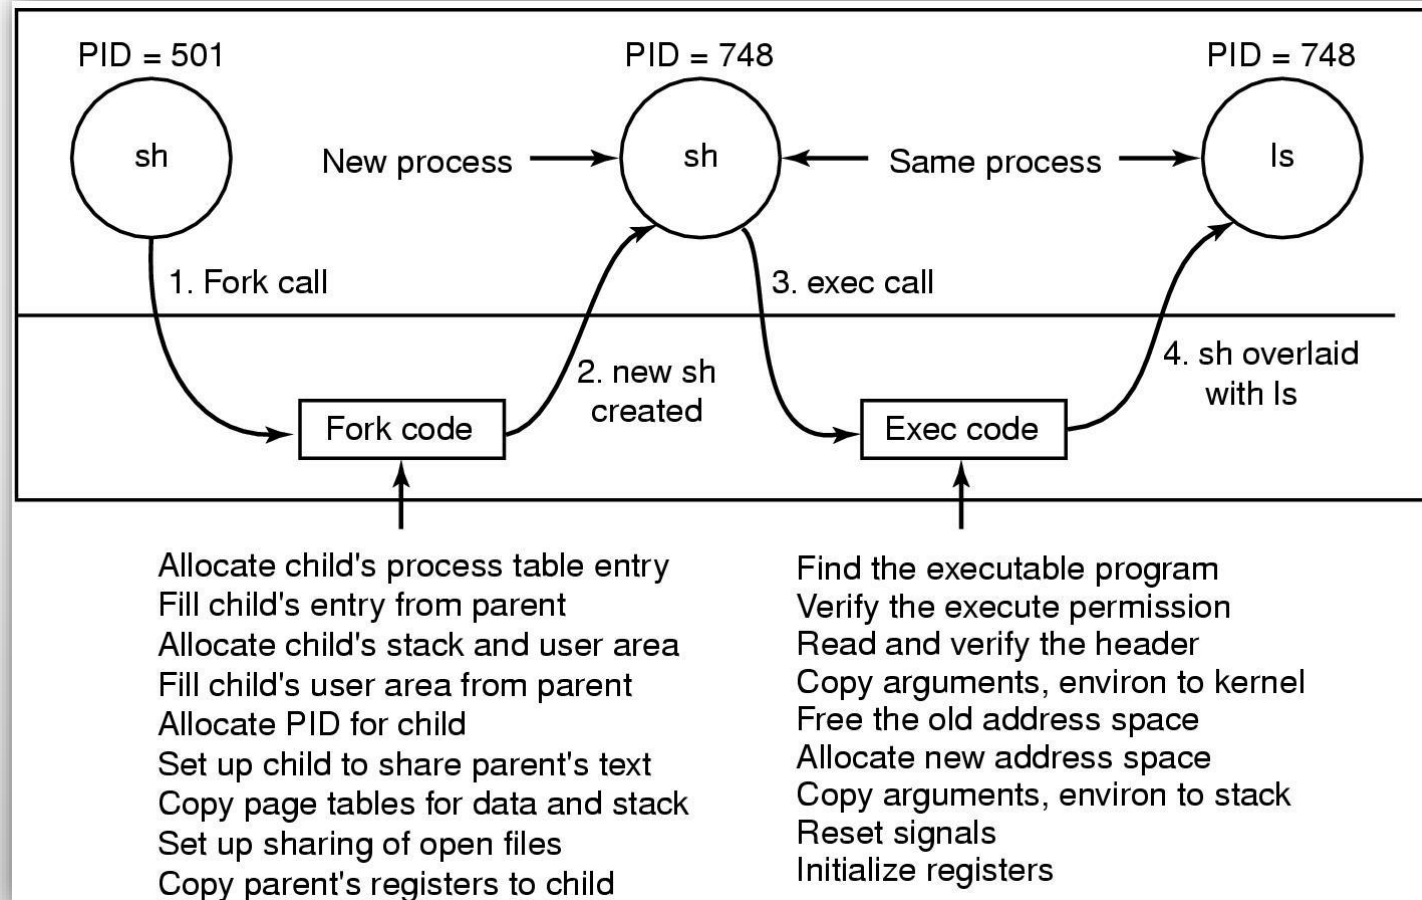 PID = 501
PID = 748
PID = 748
sh
New process
sh
Same process
ls
1. Fork call
3. exec call
2. new sh
created
4. sh overlaid
with ls
Fork code
Exec code
Allocate child's process table entry
Fill child's entry from parent
Allocate child's stack and user area
Fill child's user area from parent
Allocate PID for child
Set up child to share parent's text
Copy page tables for data and stack
Set up sharing of open files
Copy parent's registers to child
Find the executable program
Verify the execute permission
Read and verify the header
Copy arguments, environ to kernel
Free the old address space
Allocate new address space
Copy arguments, environ to stack
Reset signals
Initialize registers